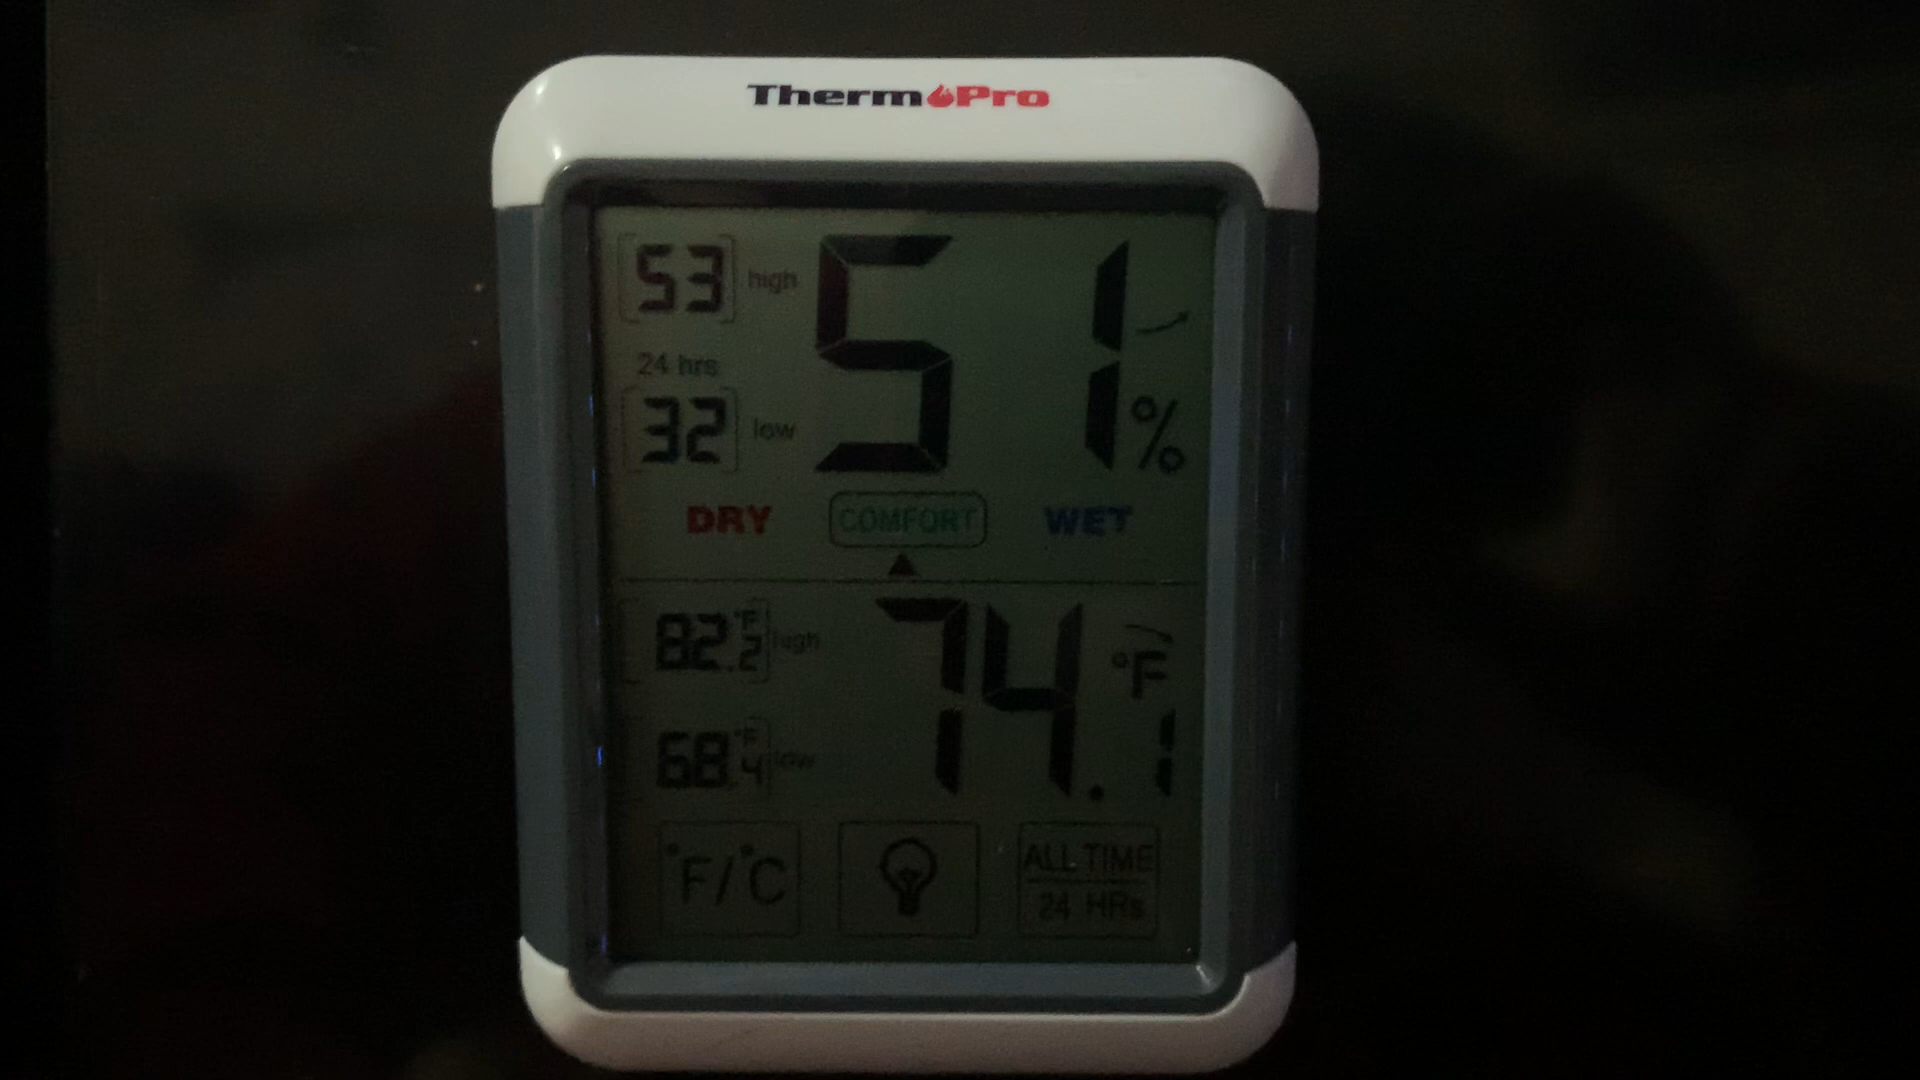 ThermoPro
53 high
51 %
24 hrs
32 low
DRY COMFORT WET
82.2 °F high
74.1 °F
68.4 °F low
°F/°C
ALL TIME
24 HRs